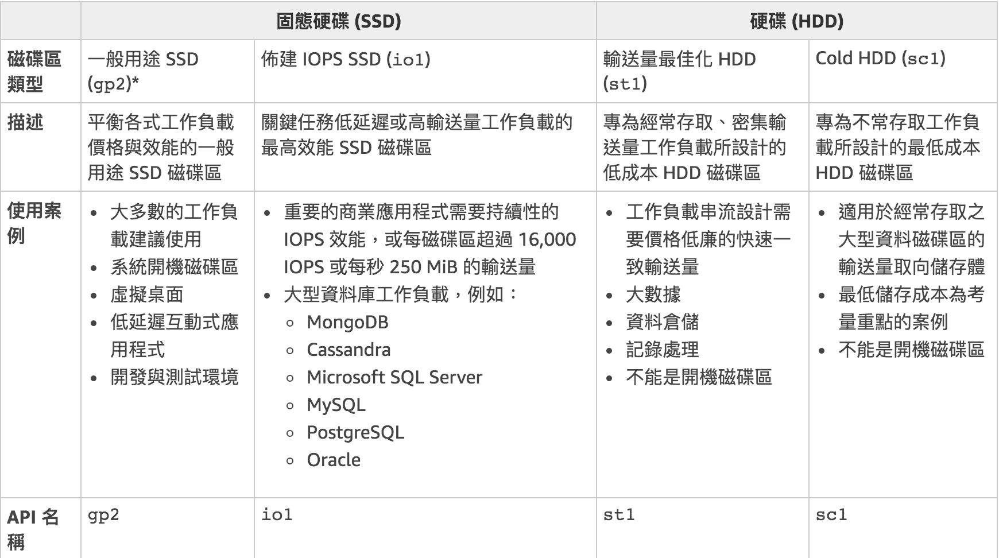 固態硬碟 (SSD)
硬碟 (HDD)
磁碟區
類型
一般用途 SSD
(gp2)*
佈建 IOPS SSD (io1)
輸送量最佳化 HDD
(st1)
Cold HDD (sc1)
描述
平衡各式工作負載
價格與效能的一般
用途 SSD 磁碟區
關鍵任務低延遲或高輸送量工作負載的
最高效能 SSD 磁碟區
專為經常存取、密集輸
送量工作負載所設計的
低成本 HDD 磁碟區
專為不常存取工作負
載所設計的最低成本
HDD 磁碟區
使用案
例
• 大多數的工作負
載建議使用
• 系統開機磁碟區
• 虛擬桌面
• 低延遲互動式應
用程式
• 開發與測試環境
• 重要的商業應用程式需要持續性的
IOPS 效能，或每磁碟區超過 16,000
IOPS 或每秒 250 MiB 的輸送量
• 大型資料庫工作負載，例如：
◦ MongoDB
◦ Cassandra
◦ Microsoft SQL Server
◦ MySQL
◦ PostgreSQL
◦ Oracle
• 工作負載串流設計需
要價格低廉的快速一
致輸送量
• 大數據
• 資料倉儲
• 記錄處理
• 不能是開機磁碟區
• 適用於經常存取之
大型資料磁碟區的
輸送量取向儲存體
• 最低儲存成本為考
量重點的案例
• 不能是開機磁碟區
API 名
稱
gp2
io1
st1
sc1